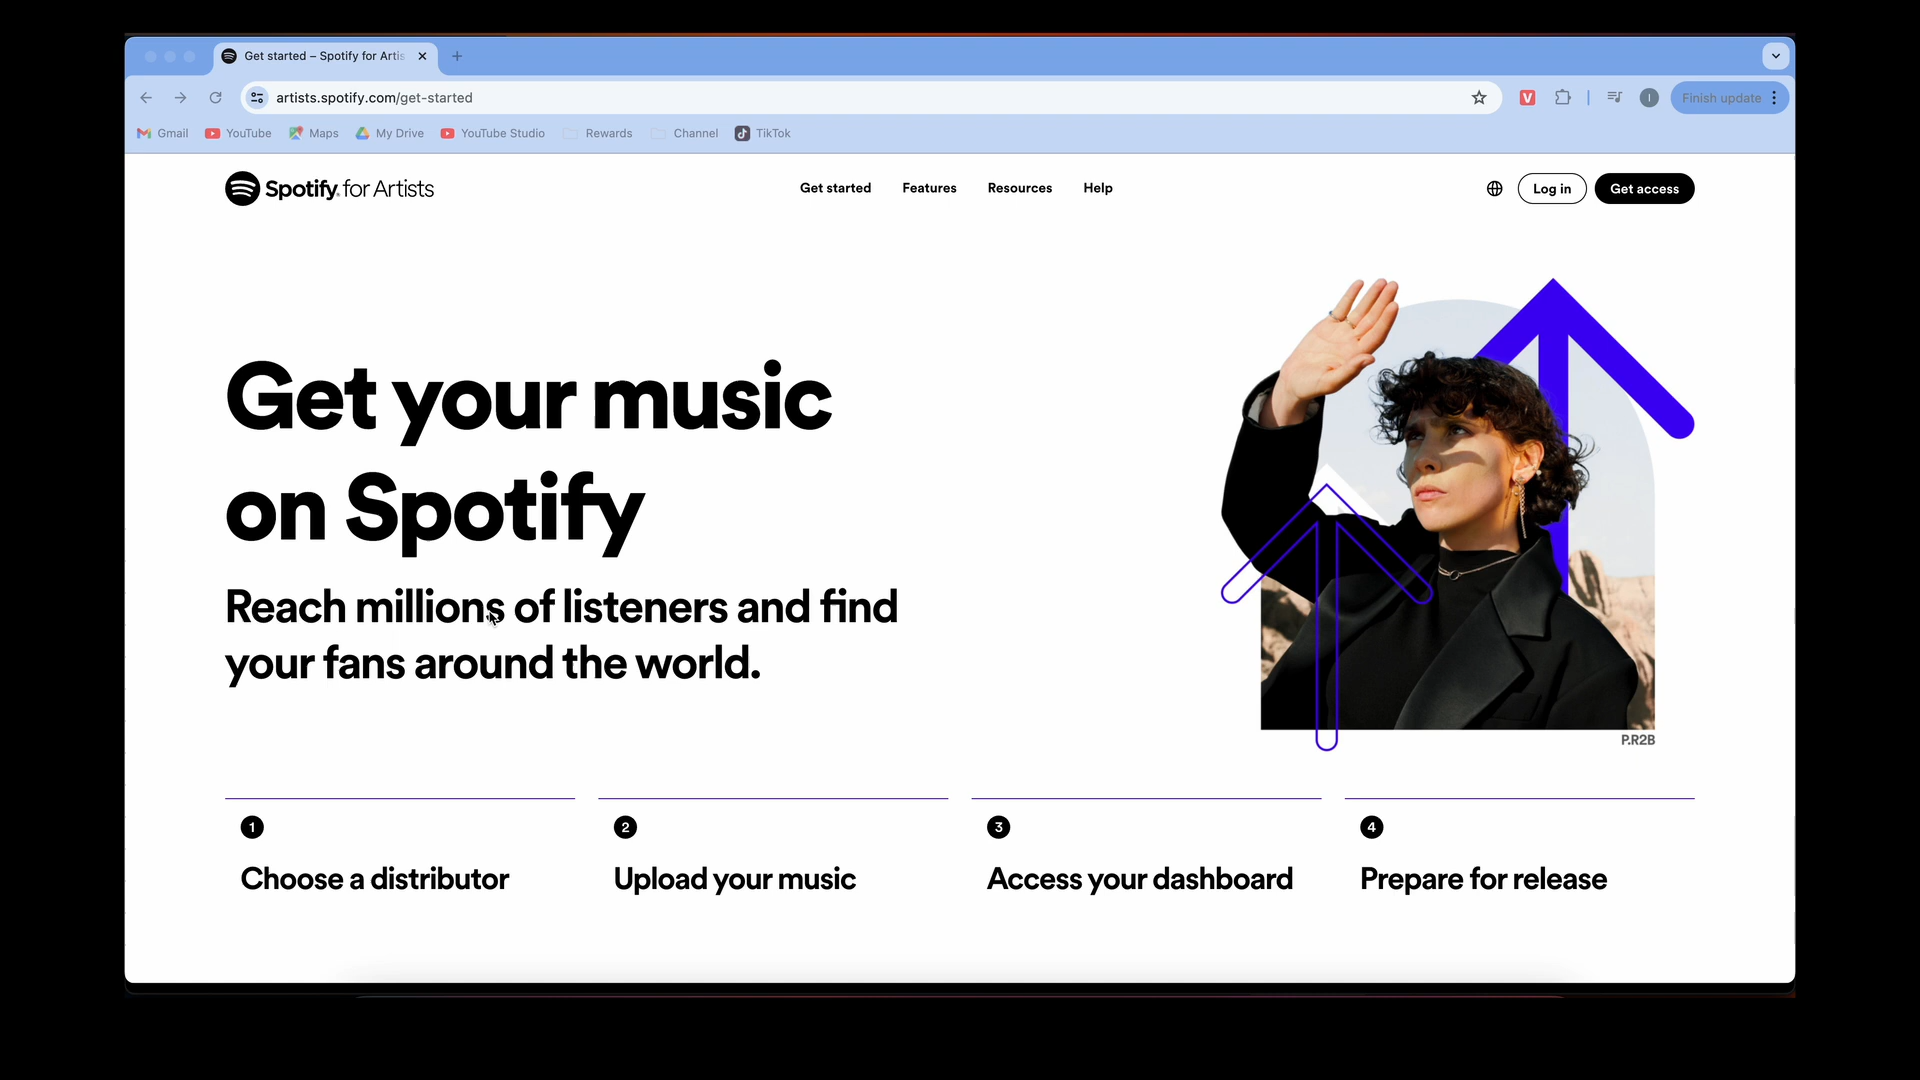 Get started – Spotify for Artis
artists.spotify.com/get-started
V
I
Finish update
Gmail
YouTube
Maps
My Drive
YouTube Studio
Rewards
Channel
TikTok
Spotify for Artists
Get started
Features
Resources
Help
Log in
Get access
Get your music
on Spotify
Reach millions of listeners and find
your fans around the world.
P.R2B
1
Choose a distributor
2
Upload your music
3
Access your dashboard
4
Prepare for release